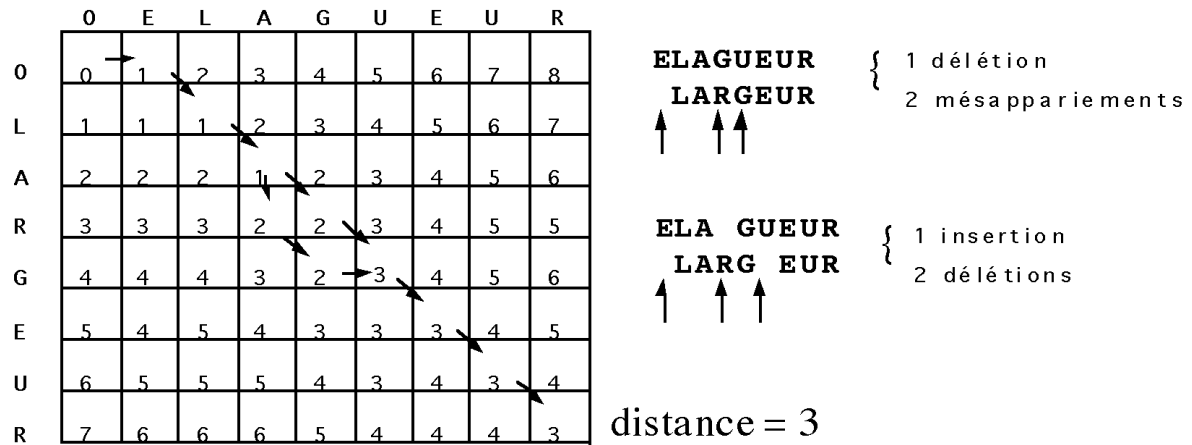 0 E L A G U E U R
0 0 1 2 3 4 5 6 7 8
L 1 1 1 2 3 4 5 6 7
A 2 2 2 1 2 3 4 5 6
R 3 3 3 2 2 3 4 5 5
G 4 4 4 3 2 3 4 5 6
E 5 4 5 4 3 3 3 4 5
U 6 5 5 5 4 3 4 3 4
R 7 6 6 6 5 4 4 4 3
ELAGUEUR { 1 délétion
LARGEUR 2 mésappariements
ELA GUEUR { 1 insertion
LARG EUR 2 délétions
distance = 3